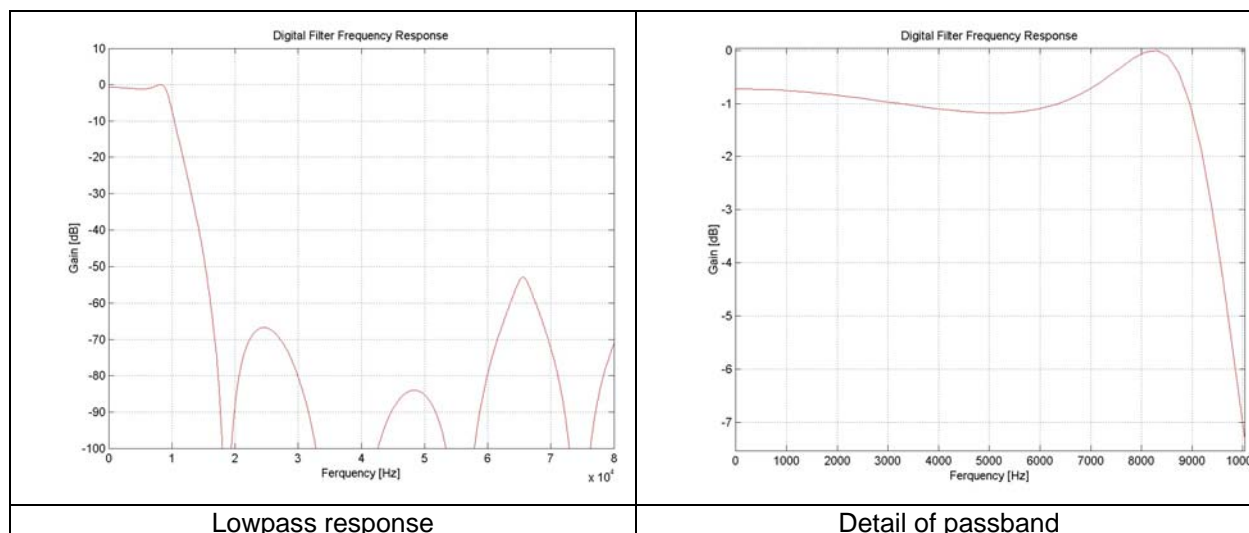 Digital Filter Frequency Response
10
0
-10
-20
-30
-40
-50
-60
-70
-80
-90
-100
Gain [dB]
0 1 2 3 4 5 6 7 8
Ferquency [Hz]
x 10^4
Lowpass response
Digital Filter Frequency Response
0
-1
-2
-3
-4
-5
-6
-7
Gain [dB]
0 1000 2000 3000 4000 5000 6000 7000 8000 9000 10000
Ferquency [Hz]
Detail of passband